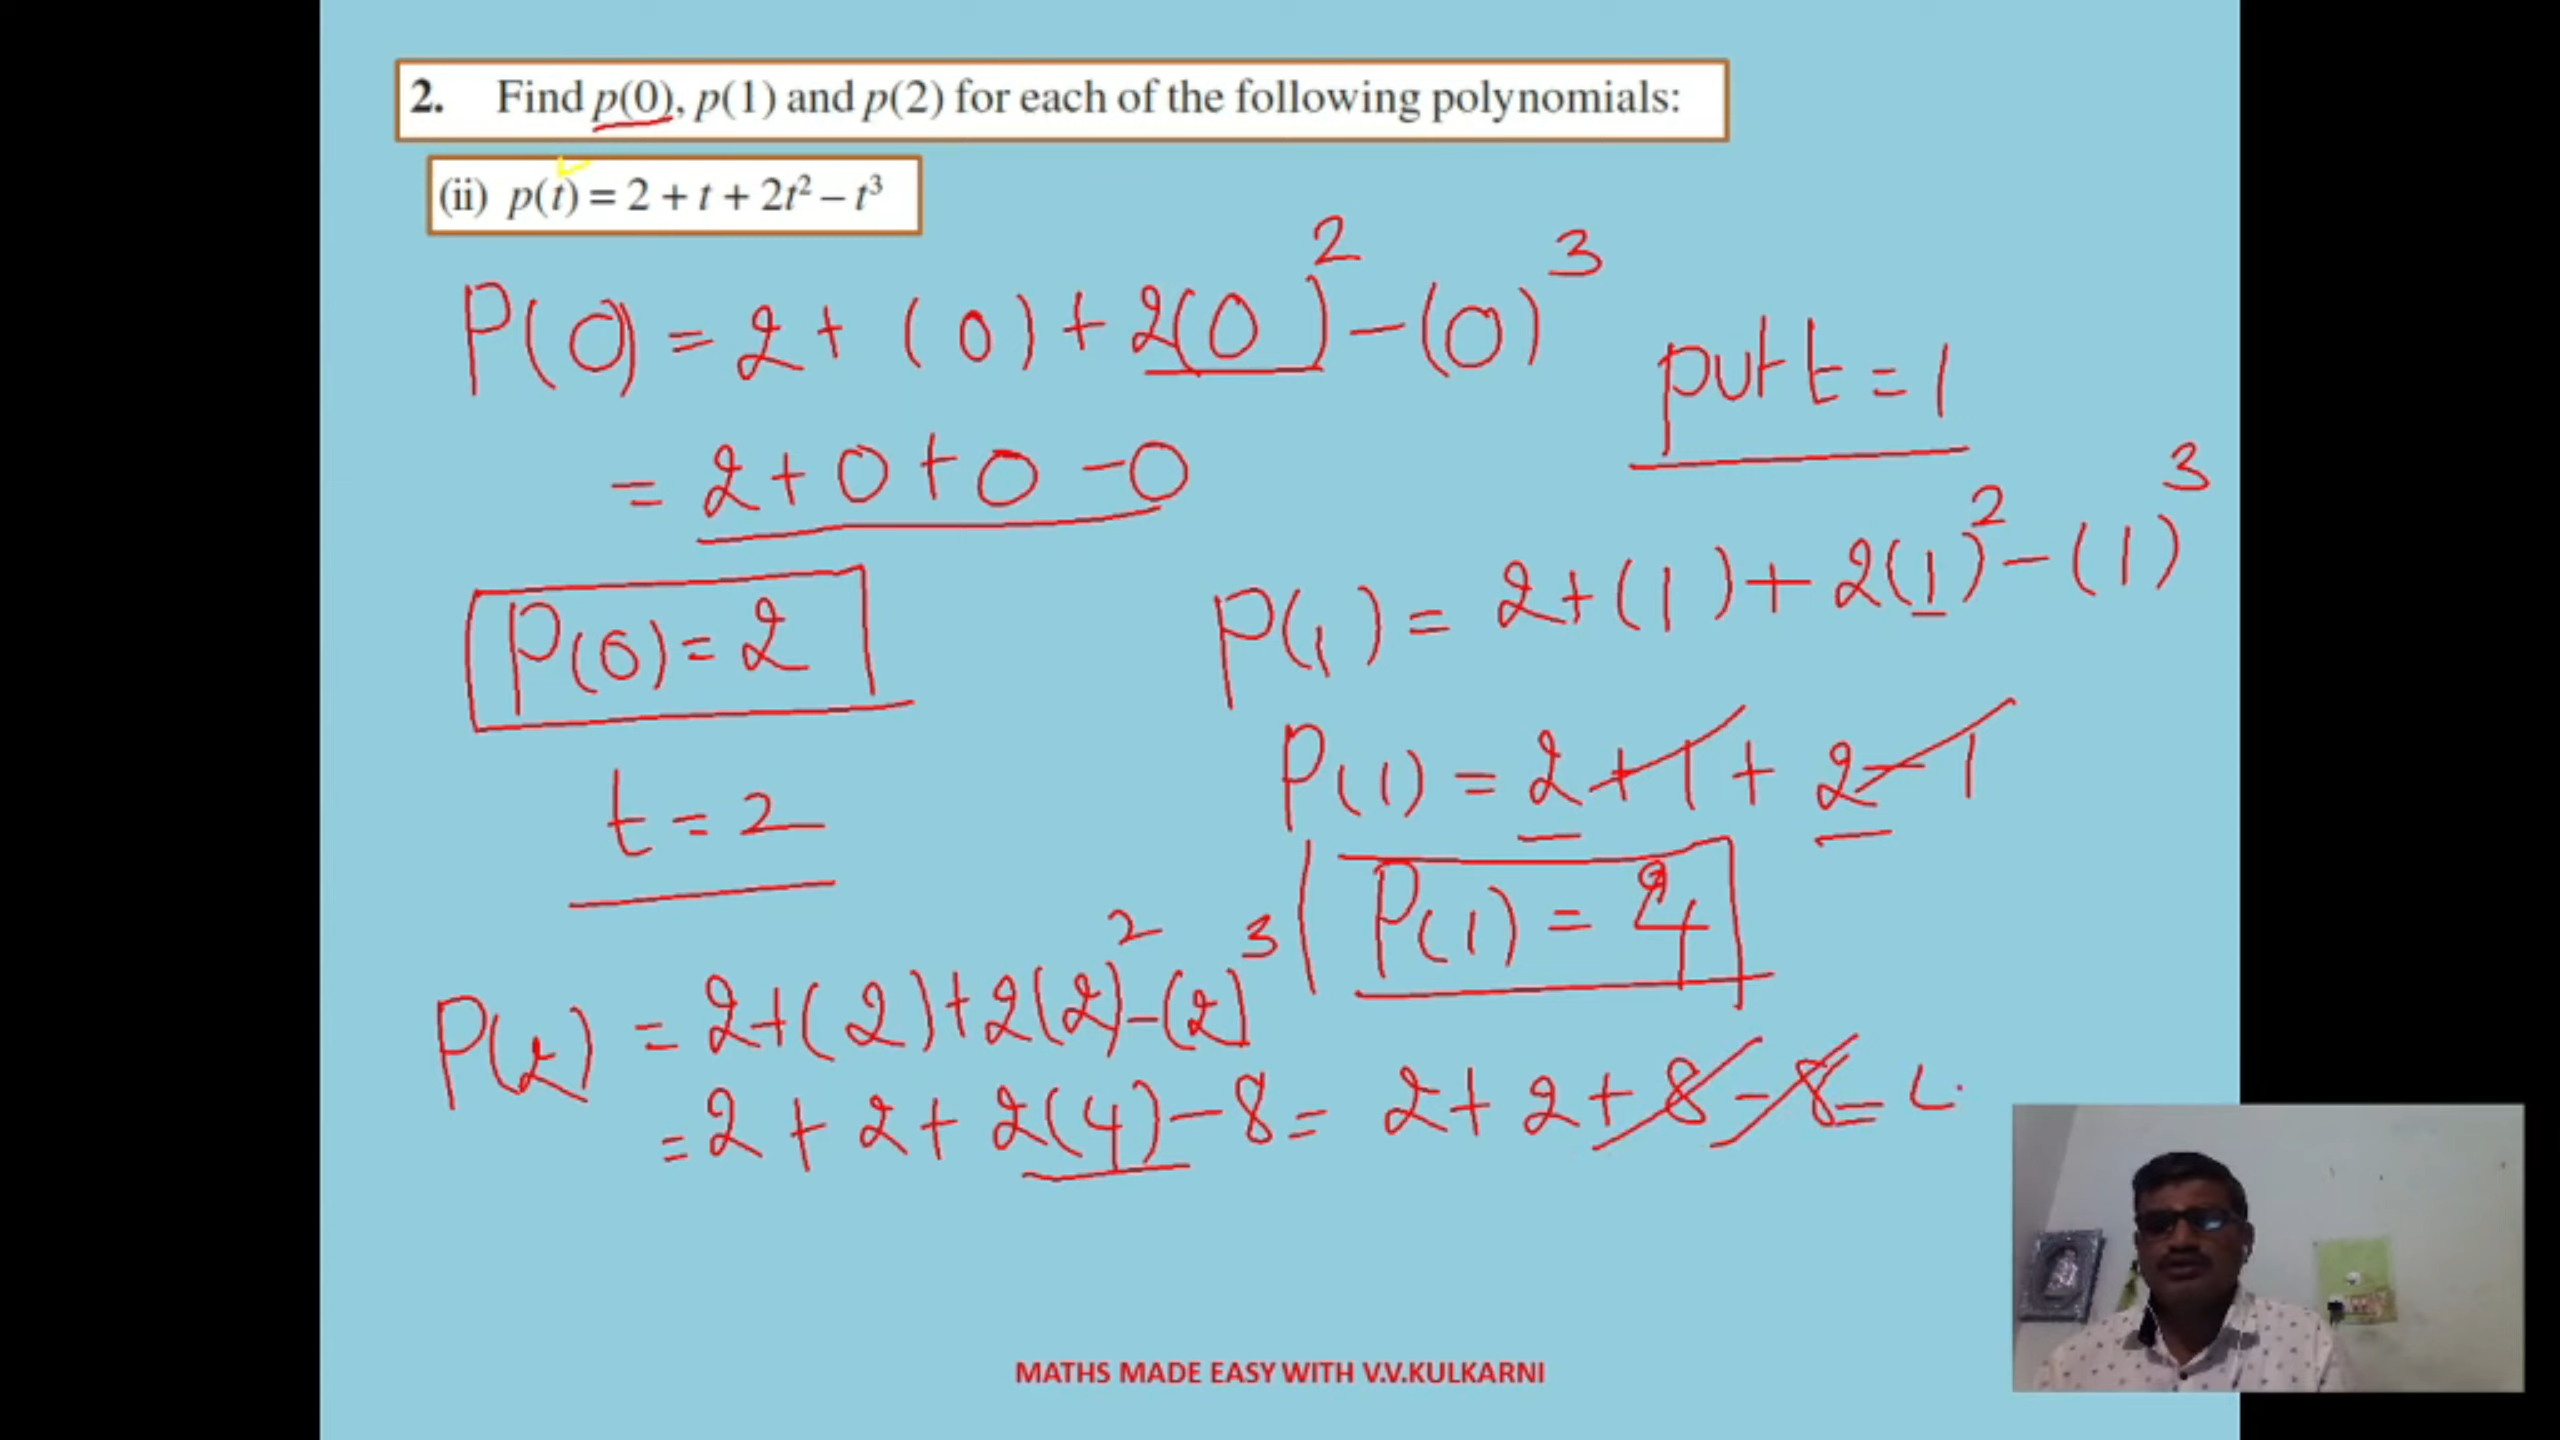 2. Find p(0), p(1) and p(2) for each of the following polynomials:
(ii) p(t) = 2 + t + 2t² – t³
P(0) = 2 + (0) + 2(0)² – (0)³
= 2 + 0 + 0 – 0
P(0) = 2
put t = 1
P(1) = 2 + (1) + 2(1)² – (1)³
P(1) = 2 + 1 + 2 – 1
P(1) = 4
t = 2
P(2) = 2 + (2) + 2(2)² – (2)³
= 2 + 2 + 2(4) – 8 = 2 + 2 + 8 – 8 =
MATHS MADE EASY WITH V.V.KULKARNI